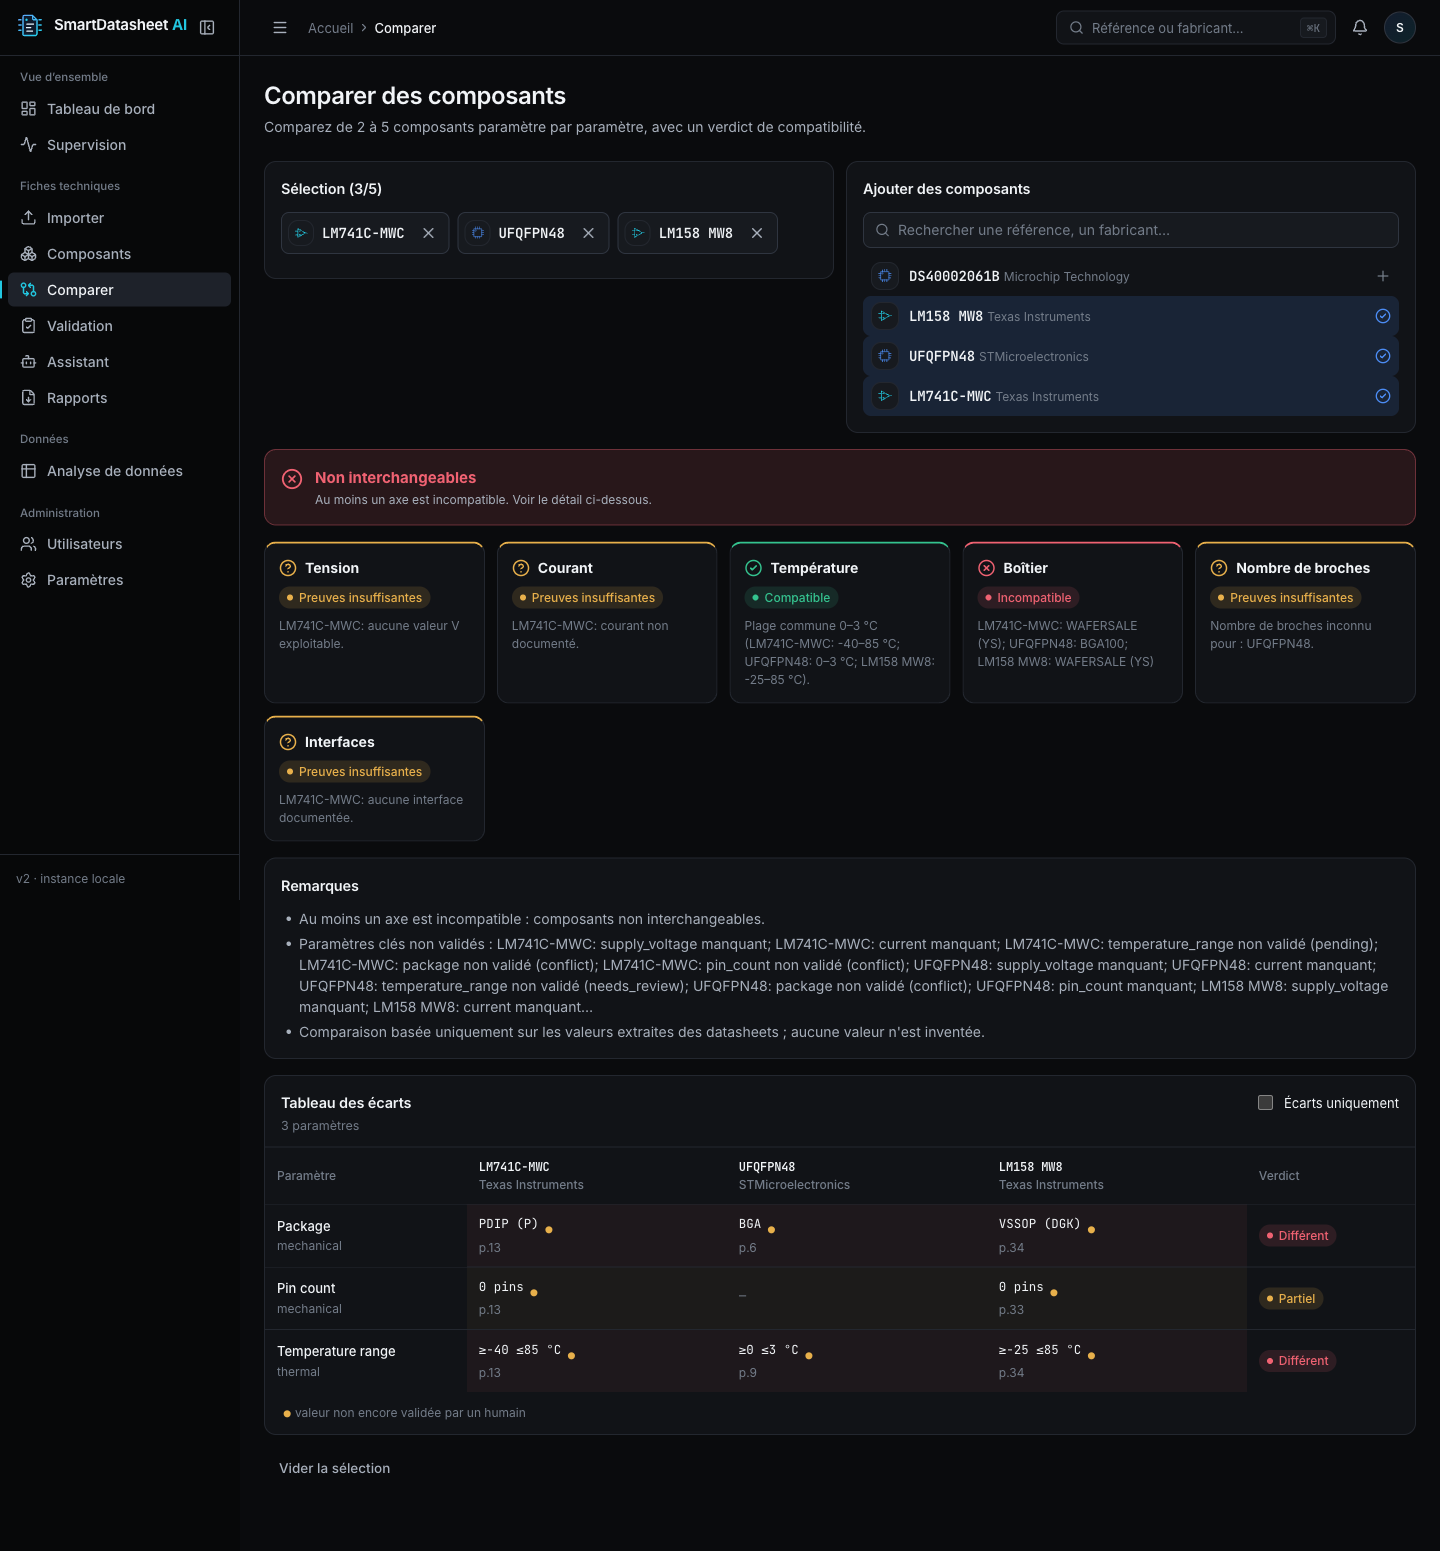 SmartDatasheet AI
Vue d'ensemble
Tableau de bord
Supervision
Fiches techniques
Importer
Composants
Comparer
Validation
Assistant
Rapports
Données
Analyse de données
Administration
Utilisateurs
Paramètres
v2 · instance locale
Accueil > Comparer
Référence ou fabricant... ⌘K
S
Comparer des composants
Comparez de 2 à 5 composants paramètre par paramètre, avec un verdict de compatibilité.
Sélection (3/5)
LM741C-MWC
UFQFPN48
LM158 MW8
Ajouter des composants
Rechercher une référence, un fabricant...
DS40002061B Microchip Technology
LM158 MW8 Texas Instruments
UFQFPN48 STMicroelectronics
LM741C-MWC Texas Instruments
Non interchangeables
Au moins un axe est incompatible. Voir le détail ci-dessous.
Tension
Preuves insuffisantes
LM741C-MWC: aucune valeur V
exploitable.
Courant
Preuves insuffisantes
LM741C-MWC: courant non
documenté.
Température
Compatible
Plage commune 0–3 °C
(LM741C-MWC: -40–85 °C;
UFQFPN48: 0–3 °C; LM158 MW8:
-25–85 °C).
Boîtier
Incompatible
LM741C-MWC: WAFERSALE
(YS); UFQFPN48: BGA100;
LM158 MW8: WAFERSALE (YS)
Nombre de broches
Preuves insuffisantes
Nombre de broches inconnu
pour : UFQFPN48.
Interfaces
Preuves insuffisantes
LM741C-MWC: aucune interface
documentée.
Remarques
• Au moins un axe est incompatible : composants non interchangeables.
• Paramètres clés non validés : LM741C-MWC: supply_voltage manquant; LM741C-MWC: current manquant; LM741C-MWC: temperature_range non validé (pending);
LM741C-MWC: package non validé (conflict); LM741C-MWC: pin_count non validé (conflict); UFQFPN48: supply_voltage manquant; UFQFPN48: current manquant;
UFQFPN48: temperature_range non validé (needs_review); UFQFPN48: package non validé (conflict); UFQFPN48: pin_count manquant; LM158 MW8: supply_voltage
manquant; LM158 MW8: current manquant...
• Comparaison basée uniquement sur les valeurs extraites des datasheets ; aucune valeur n'est inventée.
Tableau des écarts
3 paramètres
Écarts uniquement
Paramètre
LM741C-MWC
Texas Instruments
UFQFPN48
STMicroelectronics
LM158 MW8
Texas Instruments
Verdict
Package
mechanical
PDIP (P)
p.13
BGA
p.6
VSSOP (DGK)
p.34
Différent
Pin count
mechanical
0 pins
p.13
—
0 pins
p.33
Partiel
Temperature range
thermal
≥-40 ≤85 °C
p.13
≥0 ≤3 °C
p.9
≥-25 ≤85 °C
p.34
Différent
valeur non encore validée par un humain
Vider la sélection